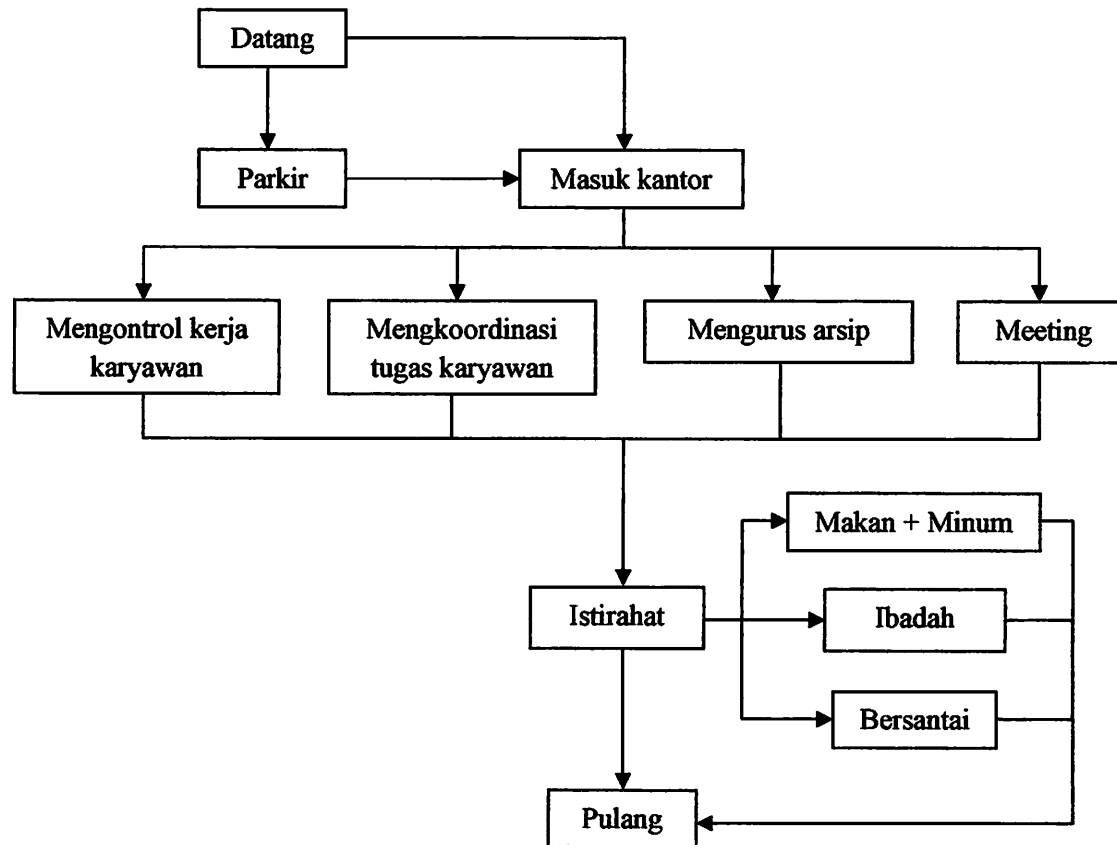 Datang
Parkir
Masuk kantor
Mengontrol kerja
karyawan
Mengkoordinasi
tugas karyawan
Mengurus arsip
Meeting
Makan + Minum
Istirahat
Ibadah
Bersantai
Pulang